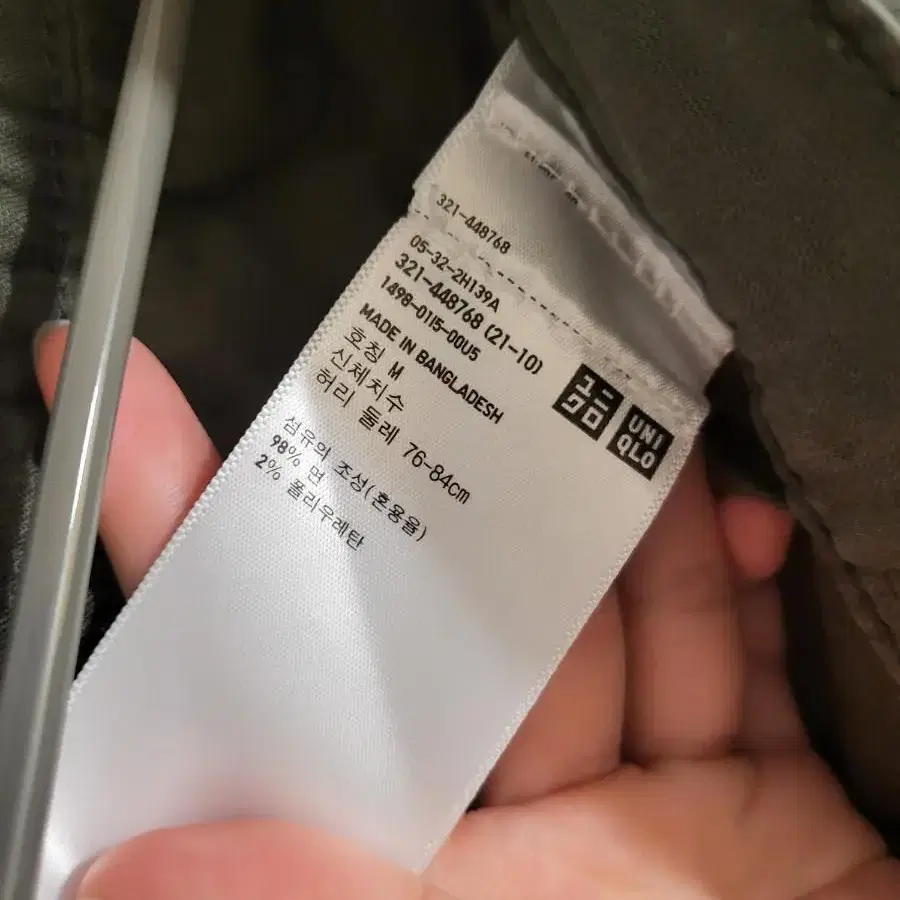 321-448768
05-32-2H139A
321-448768 (21-10)
1498-0115-00U5
MADE IN BANGLADESH
호칭 M
신체치수
허리 둘레 76-84cm
섬유의 조성(혼용율)
98% 면
2% 폴리우레탄
ユニ
クロ
UNI
QLO